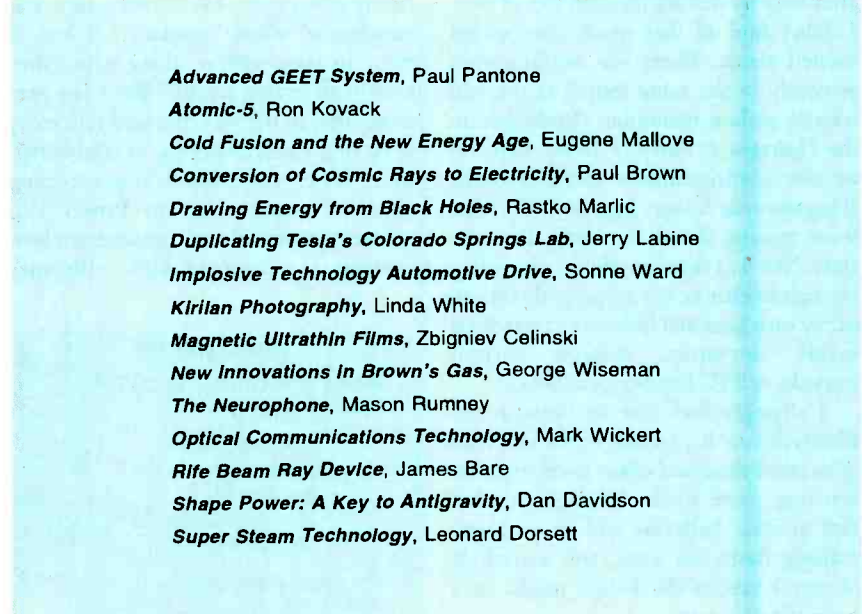 Advanced GEET System, Paul Pantone
Atomic-5, Ron Kovack
Cold Fusion and the New Energy Age, Eugene Mallove
Conversion of Cosmic Rays to Electricity, Paul Brown
Drawing Energy from Black Holes, Rastko Marlic
Duplicating Tesla's Colorado Springs Lab, Jerry Labine
Implosive Technology Automotive Drive, Sonne Ward
Kirilan Photography, Linda White
Magnetic Ultrathin Films, Zbigniev Celinski
New Innovations in Brown's Gas, George Wiseman
The Neurophone, Mason Rumney
Optical Communications Technology, Mark Wickert
Rife Beam Ray Device, James Bare
Shape Power: A Key to Antigravity, Dan Davidson
Super Steam Technology, Leonard Dorsett